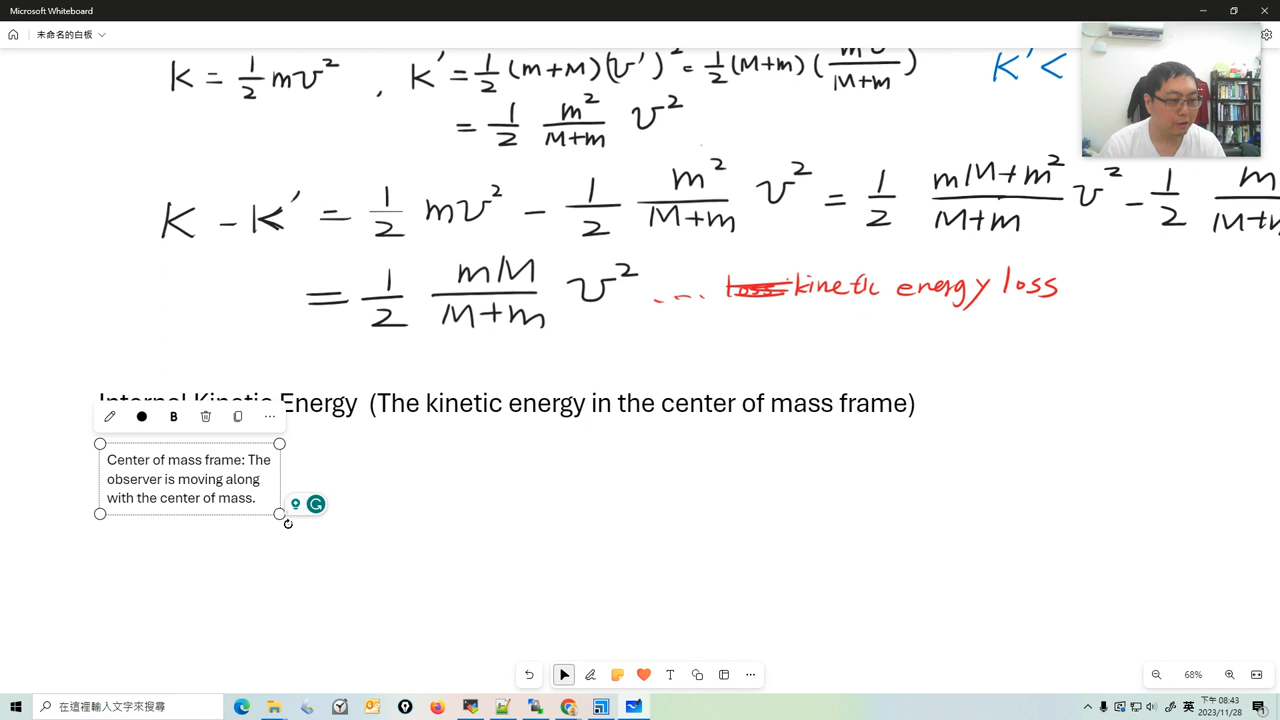 Microsoft Whiteboard
未命名的白板
K = 1/2 mv² , K' = 1/2 (m+M)(v')² = 1/2 (M+m)( mv/M+m ) K' <
= 1/2 m²/M+m v²
K - K' = 1/2 mv² - 1/2 m²/M+m v² = 1/2 mM+m²/M+m v² - 1/2 m/M+m
= 1/2 mM/M+m v² ... loss kinetic energy loss
Internal Kinetic Energy (The kinetic energy in the center of mass frame)
B
Center of mass frame: The
observer is moving along
with the center of mass.
T
68%
在這裡輸入文字來搜尋
英
下午 08:43
2023/11/28